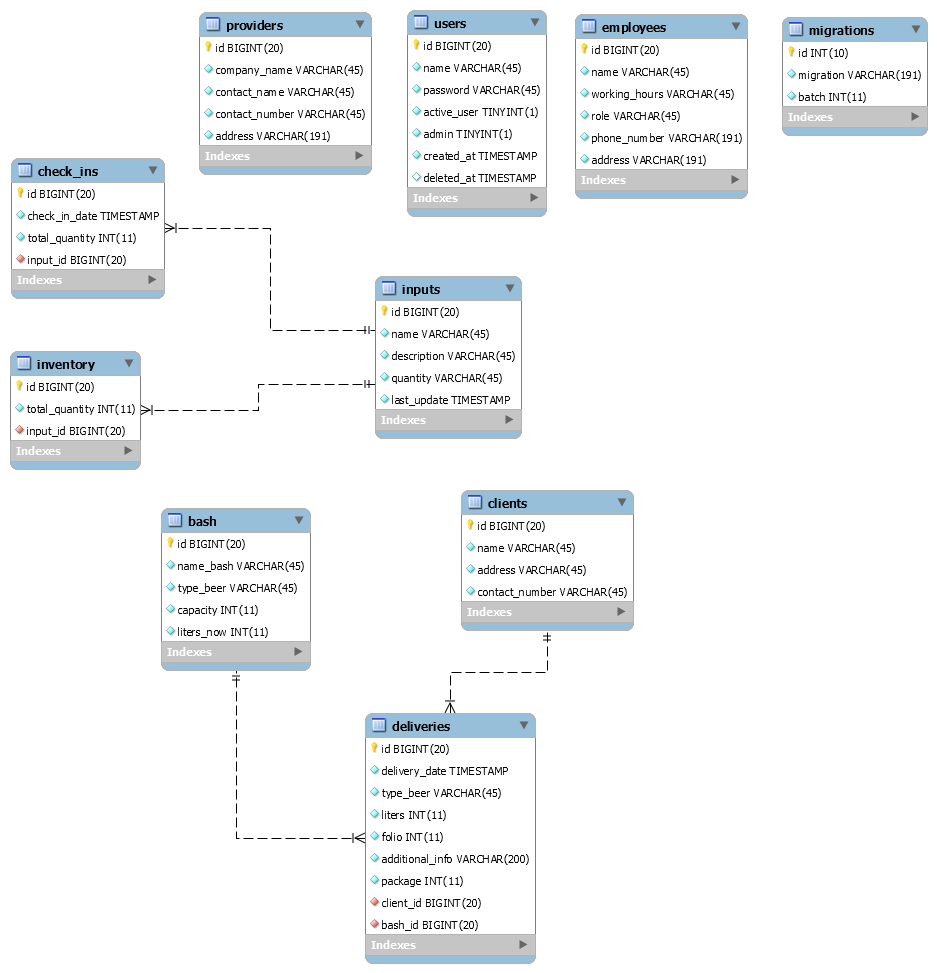 providers
id BIGINT(20)
company_name VARCHAR(45)
contact_name VARCHAR(45)
contact_number VARCHAR(45)
address VARCHAR(191)
Indexes
users
id BIGINT(20)
name VARCHAR(45)
password VARCHAR(45)
active_user TINYINT(1)
admin TINYINT(1)
created_at TIMESTAMP
deleted_at TIMESTAMP
Indexes
employees
id BIGINT(20)
name VARCHAR(45)
working_hours VARCHAR(45)
role VARCHAR(45)
phone_number VARCHAR(191)
address VARCHAR(191)
Indexes
migrations
id INT(10)
migration VARCHAR(191)
batch INT(11)
Indexes
check_ins
id BIGINT(20)
check_in_date TIMESTAMP
total_quantity INT(11)
input_id BIGINT(20)
Indexes
inputs
id BIGINT(20)
name VARCHAR(45)
description VARCHAR(45)
quantity VARCHAR(45)
last_update TIMESTAMP
Indexes
inventory
id BIGINT(20)
total_quantity INT(11)
input_id BIGINT(20)
Indexes
bash
id BIGINT(20)
name_bash VARCHAR(45)
type_beer VARCHAR(45)
capacity INT(11)
liters_now INT(11)
Indexes
clients
id BIGINT(20)
name VARCHAR(45)
address VARCHAR(45)
contact_number VARCHAR(45)
Indexes
deliveries
id BIGINT(20)
delivery_date TIMESTAMP
type_beer VARCHAR(45)
liters INT(11)
folio INT(11)
additional_info VARCHAR(200)
package INT(11)
client_id BIGINT(20)
bash_id BIGINT(20)
Indexes